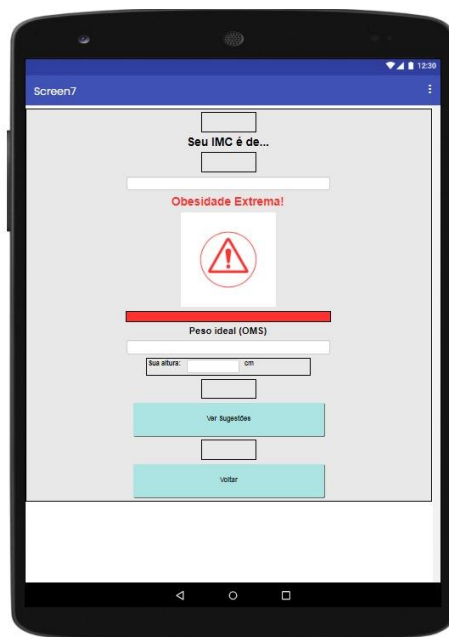 12:30
Screen7
Seu IMC é de...
Obesidade Extrema!
Peso ideal (OMS)
Sua altura: cm
Ver Sugestões
Voltar